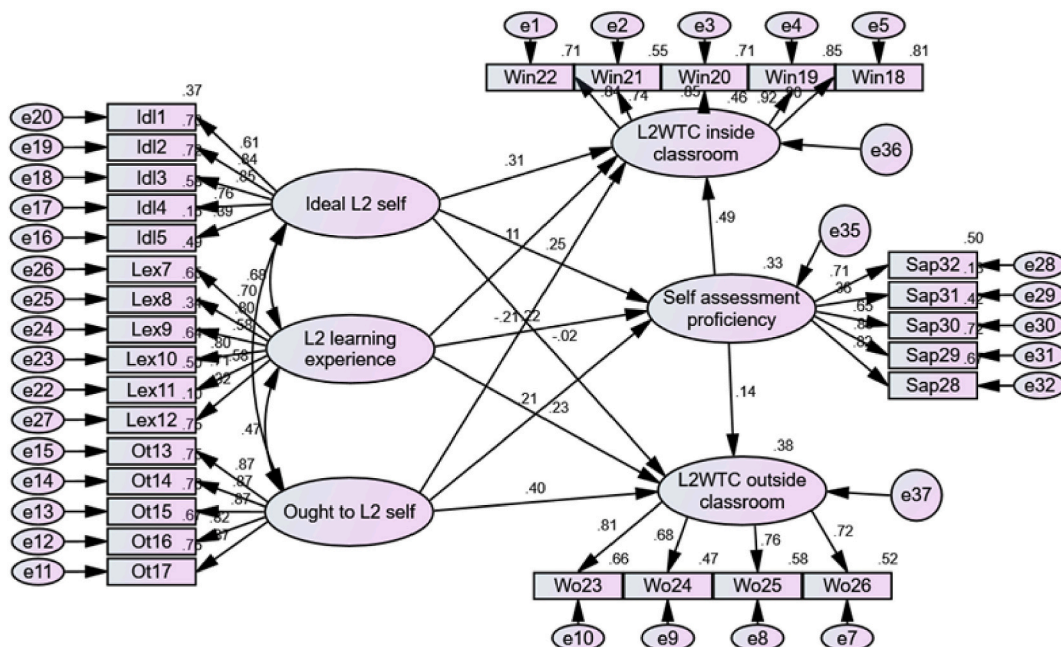 e1 e2 e3 e4 e5
.71 .55 .71 .85 .81
Win22 Win21 Win20 Win19 Win18
.84 .74 .85 .46 .92 .90
L2WTC inside
classroom
e36
.37
e20 Idl1
e19 Idl2
e18 Idl3
e17 Idl4
e16 Idl5
.61
.84
.85
.76
.39
Ideal L2 self
.31
.11 .25
.49
e35
e26 Lex7
e25 Lex8
e24 Lex9
e23 Lex10
e22 Lex11
e27 Lex12
.68
.70
.80
.58
.80
.58
.71
.32
L2 learning
experience
-.21 .22
-.02
.33
Self assessment
proficiency
.50
Sap32 e28
Sap31 e29
Sap30 e30
Sap29 e31
Sap28 e32
.71
.36
.65
.82
.21 .23
.14
.47
e15 Ot13
e14 Ot14
e13 Ot15
e12 Ot16
e11 Ot17
.87
.87
.87
.82
.87
Ought to L2 self
.40
.38
L2WTC outside
classroom
e37
.81 .68 .76 .72
.66 .47 .58 .52
Wo23 Wo24 Wo25 Wo26
e10 e9 e8 e7